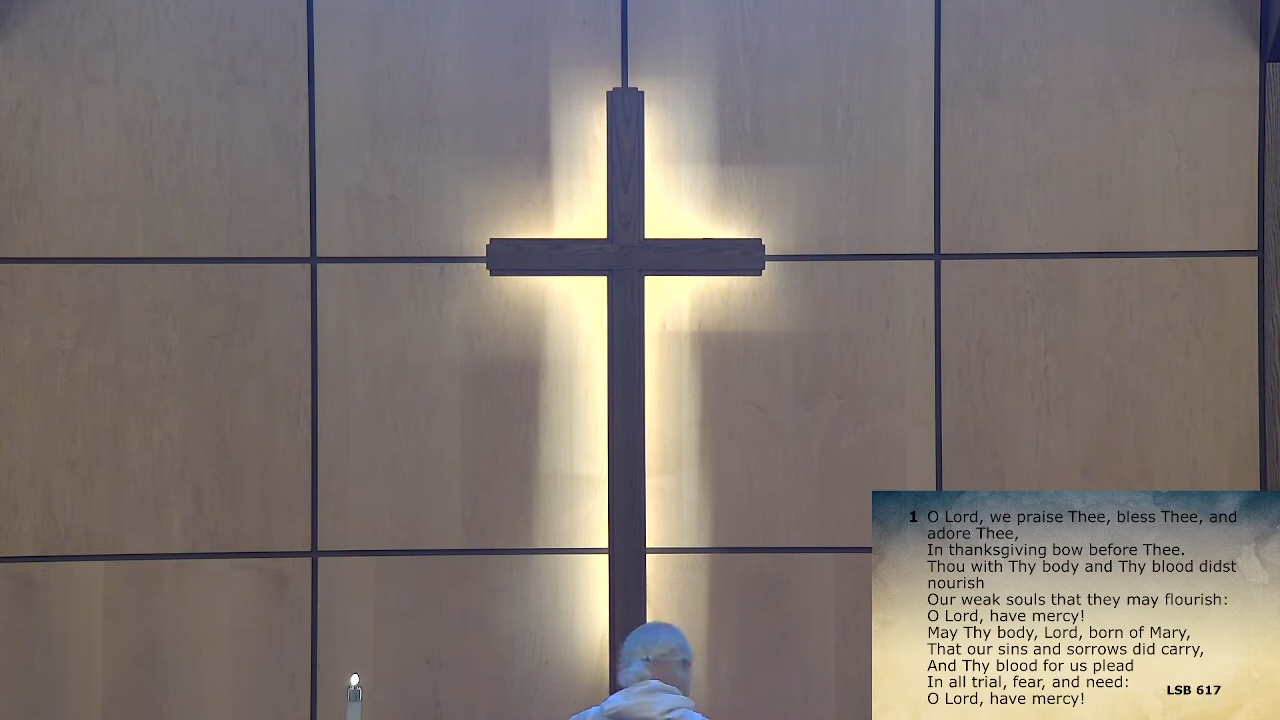 1 O Lord, we praise Thee, bless Thee, and
adore Thee,
In thanksgiving bow before Thee.
Thou with Thy body and Thy blood didst
nourish
Our weak souls that they may flourish:
O Lord, have mercy!
May Thy body, Lord, born of Mary,
That our sins and sorrows did carry,
And Thy blood for us plead
In all trial, fear, and need:
O Lord, have mercy!
LSB 617